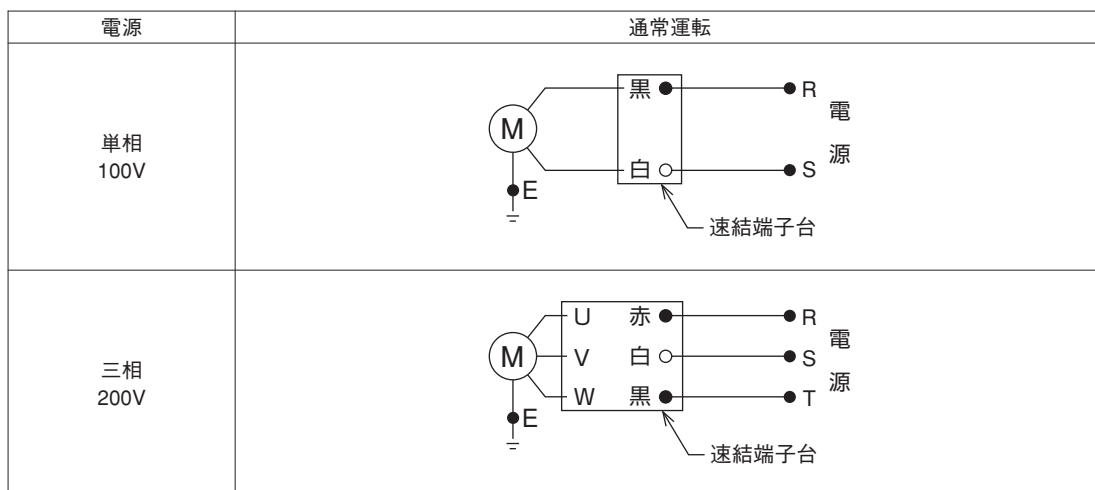 電源 通常運転
単相
100V
M
E
黒
白
R
S
電源
速結端子台
三相
200V
M
E
U 赤
V 白
W 黒
R
S
T
電源
速結端子台